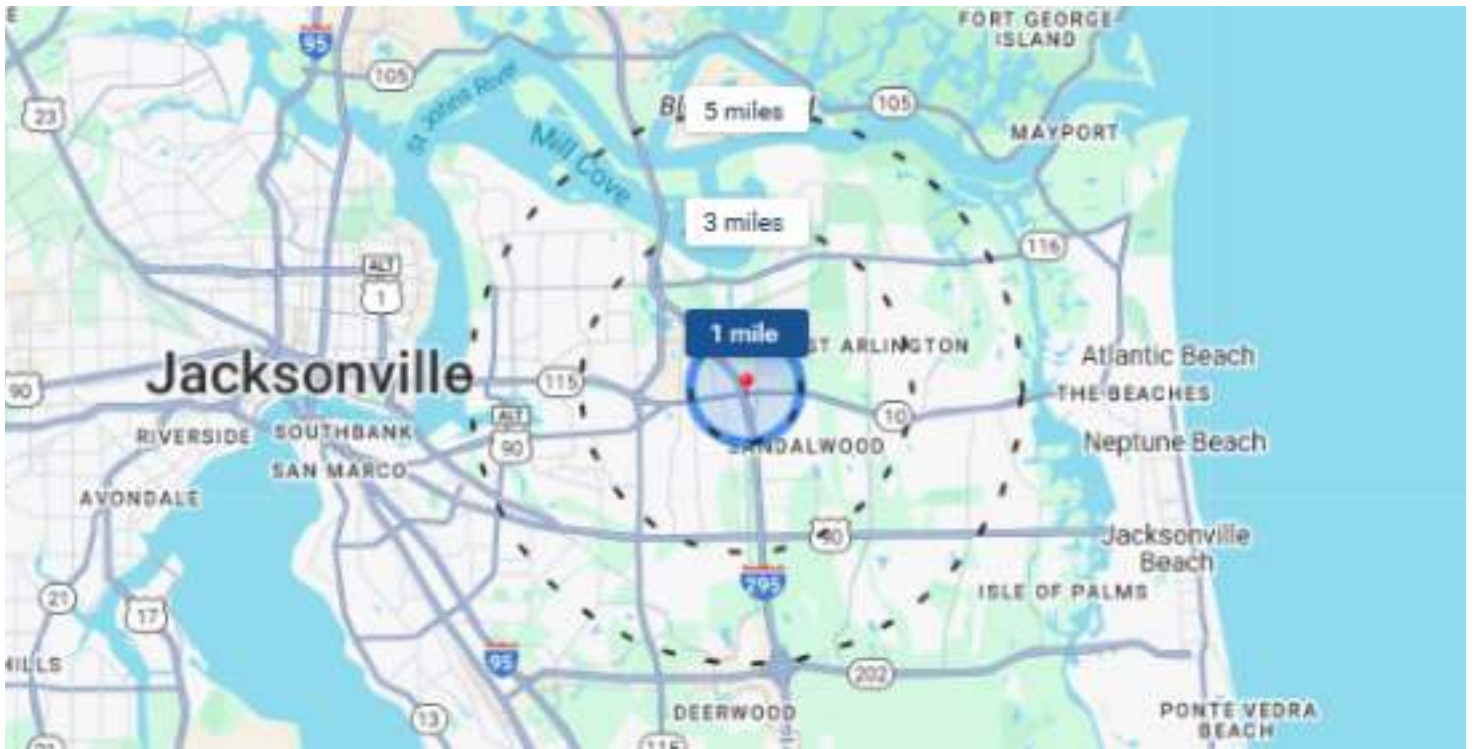 FORT GEORGE
ISLAND
95
105
St Johns River
23
5 miles
105
MAYPORT
Mill Cove
3 miles
116
ALT
1
1 mile
ST ARLINGTON
Atlantic Beach
Jacksonville
90
115
THE BEACHES
10
ALT
90
RIVERSIDE
SOUTHBANK
SANDALWOOD
Neptune Beach
SAN MARCO
AVONDALE
90
Jacksonville
Beach
295
ISLE OF PALMS
21
17
95
202
13
DEERWOOD
PONTE VEDRA
BEACH
115